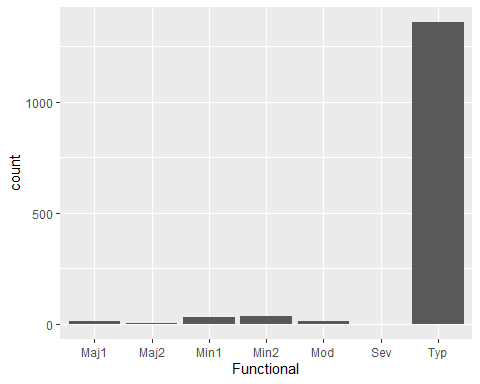 1000
500
0
count
Maj1 Maj2 Min1 Min2 Mod Sev Typ
Functional